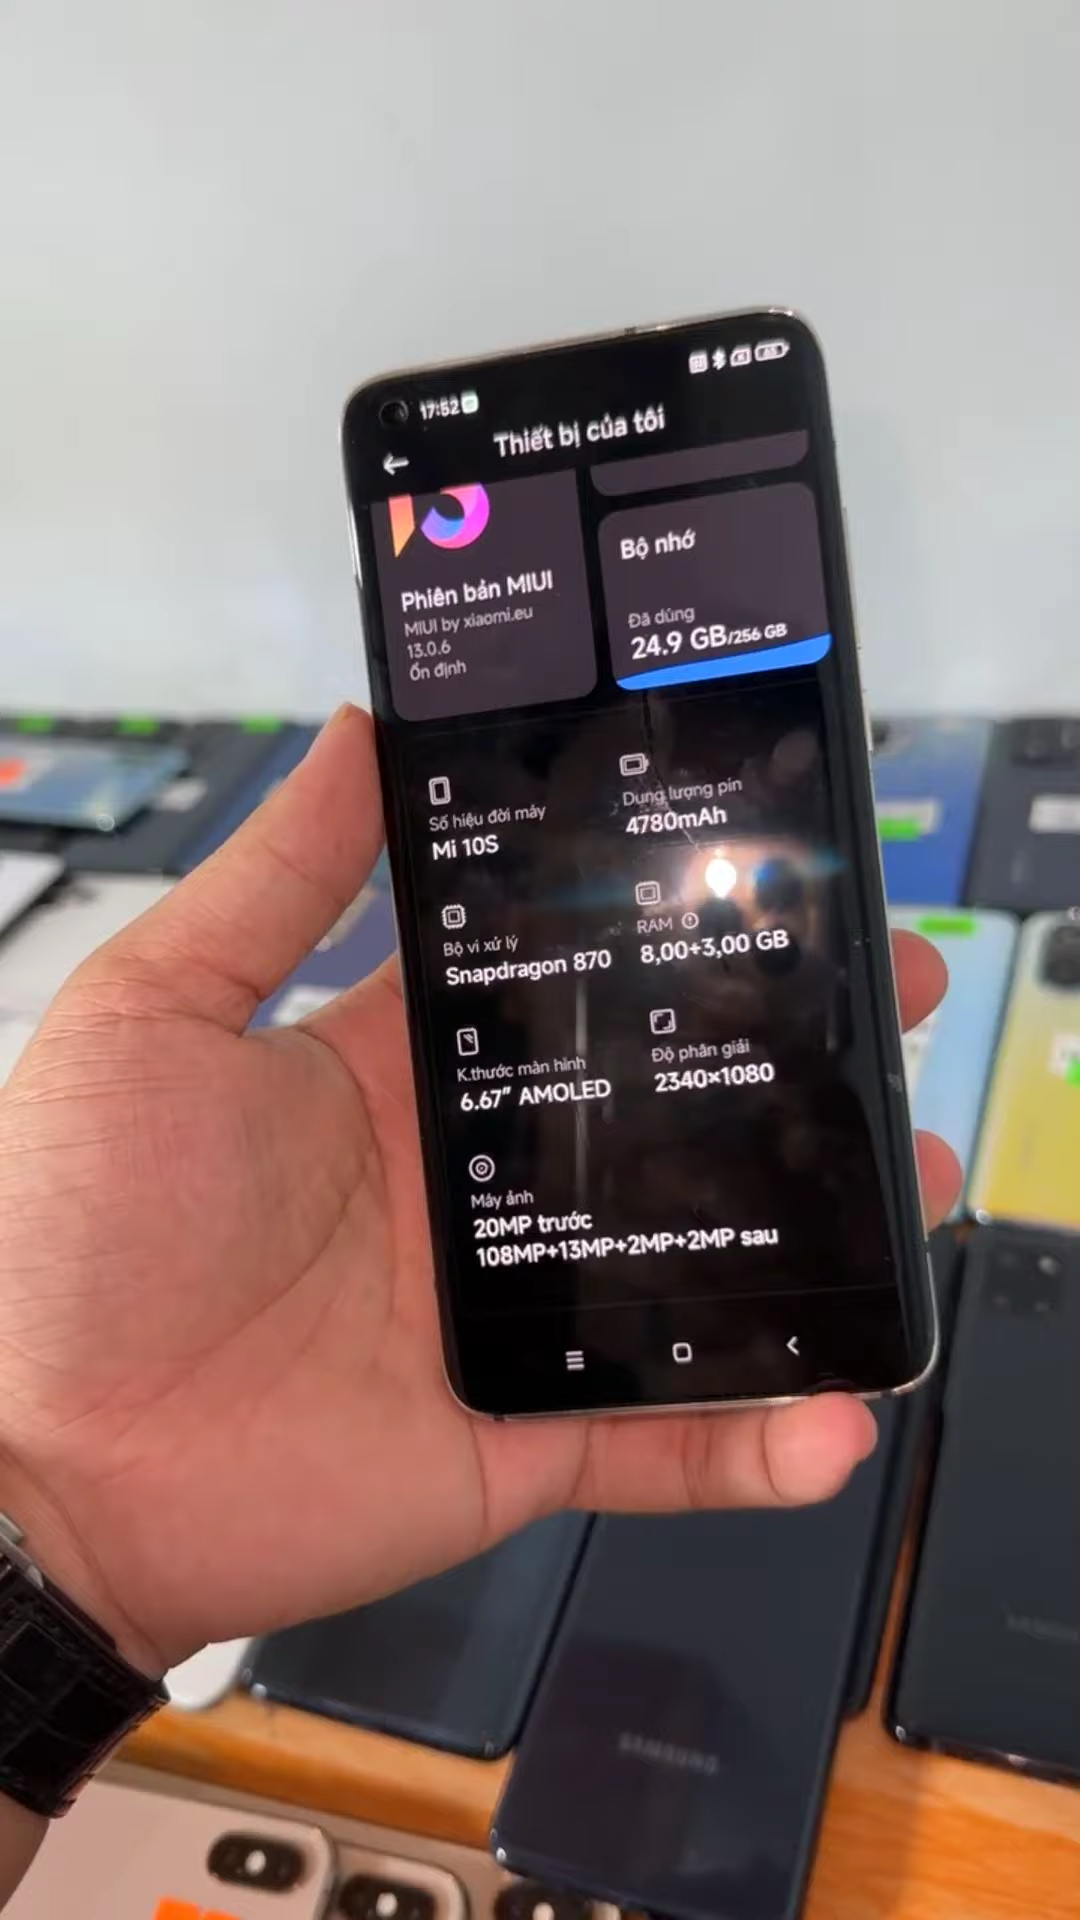 17:52
Thiết bị của tôi
Phiên bản MIUI
MIUI by xiaomi.eu
13.0.6
Ổn định
Bộ nhớ
Đã dùng
24.9 GB/256 GB
Số hiệu đời máy
Mi 10S
Dung lượng pin
4780mAh
Bộ vi xử lý
Snapdragon 870
RAM
8,00+3,00 GB
K.thước màn hình
6.67" AMOLED
Độ phân giải
2340×1080
Máy ảnh
20MP trước
108MP+13MP+2MP+2MP sau
SAMSUNG